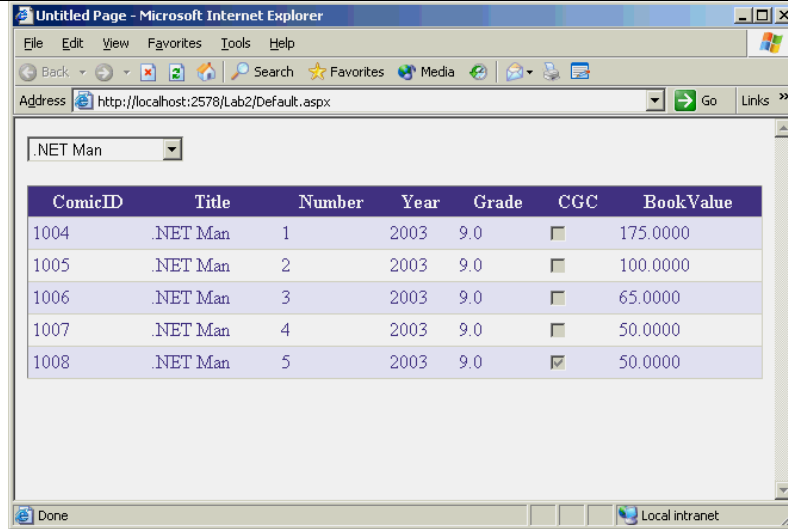 Untitled Page - Microsoft Internet Explorer
File Edit View Favorites Tools Help
Back Search Favorites Media
Address http://localhost:2578/Lab2/Default.aspx Go Links »
.NET Man
ComicID Title Number Year Grade CGC BookValue
1004 .NET Man 1 2003 9.0 175.0000
1005 .NET Man 2 2003 9.0 100.0000
1006 .NET Man 3 2003 9.0 65.0000
1007 .NET Man 4 2003 9.0 50.0000
1008 .NET Man 5 2003 9.0 50.0000
Done Local intranet